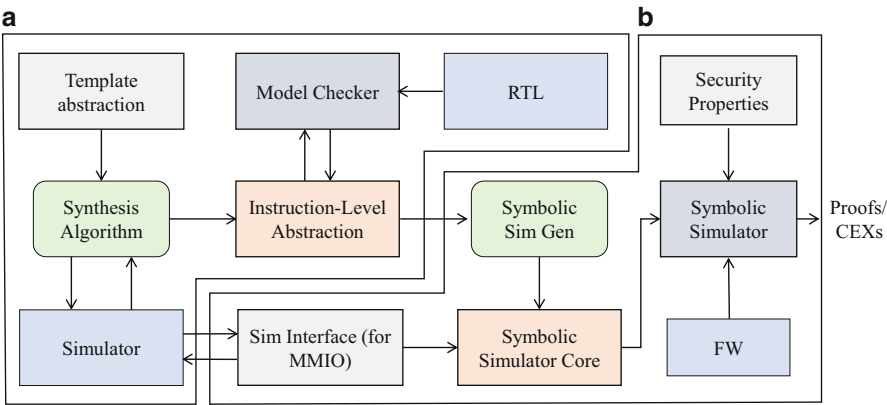 a
b
Template
abstraction
Model Checker
RTL
Security
Properties
Synthesis
Algorithm
Instruction-Level
Abstraction
Symbolic
Sim Gen
Symbolic
Simulator
Proofs/
CEXs
Simulator
Sim Interface (for
MMIO)
Symbolic
Simulator Core
FW